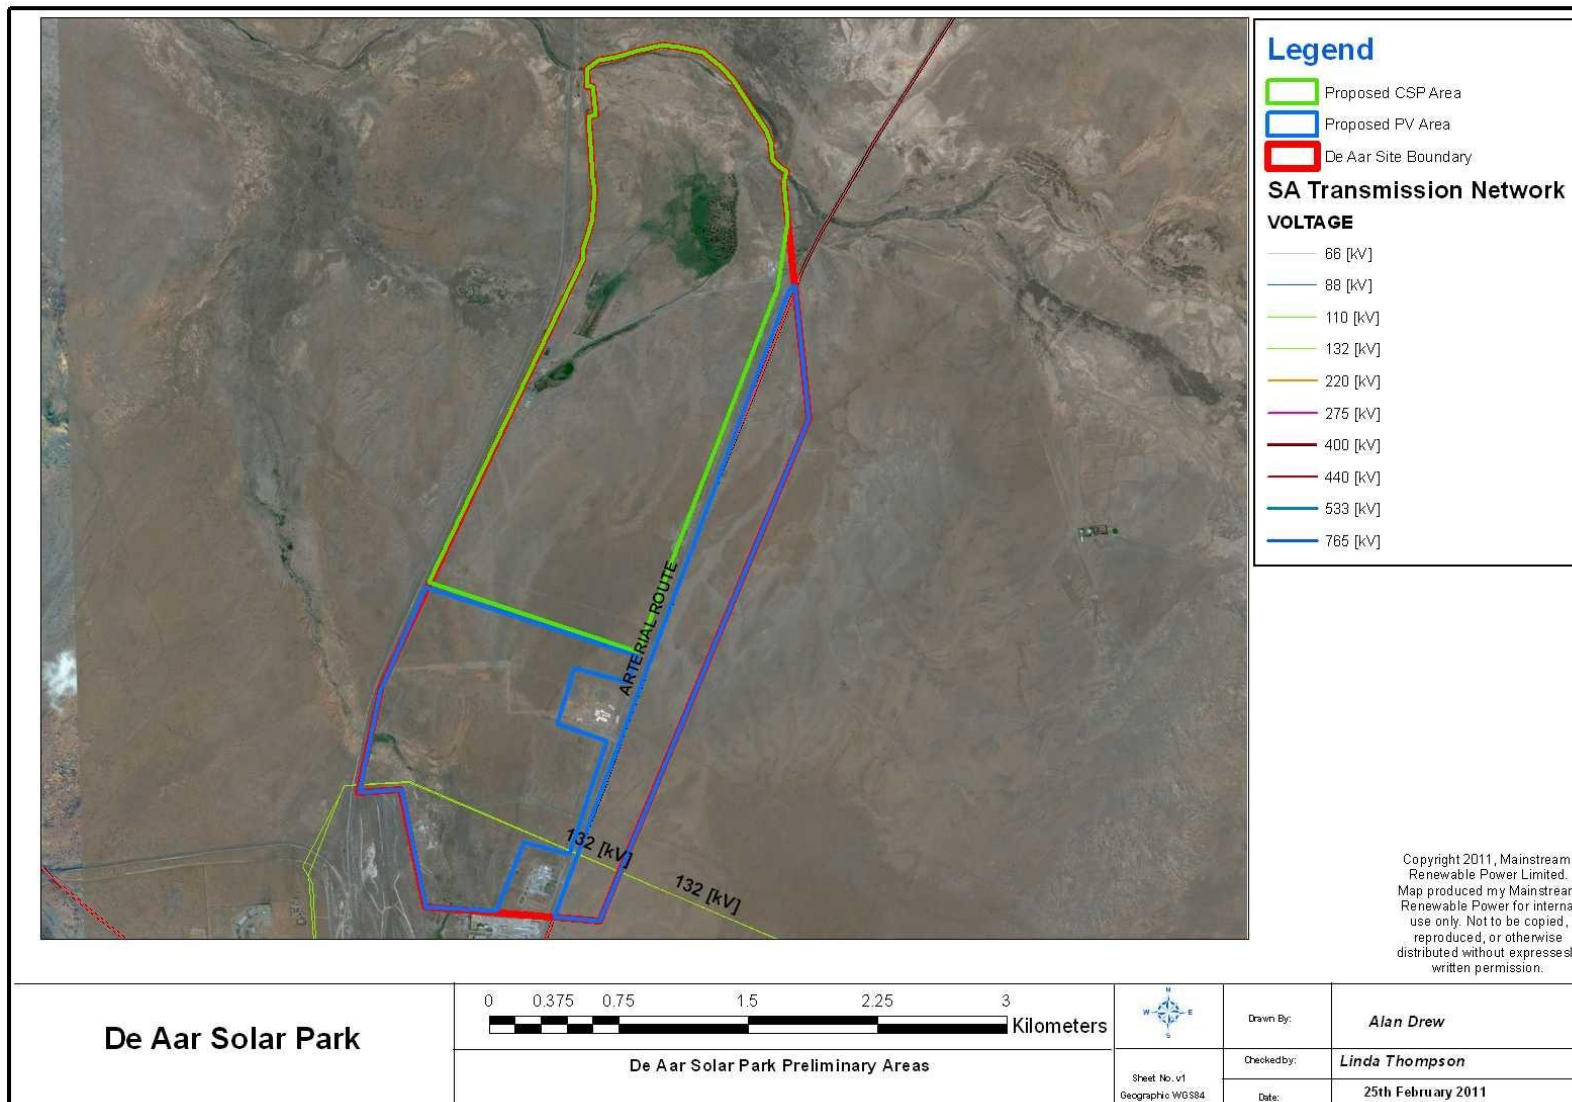 Legend
Proposed CSP Area
Proposed PV Area
De Aar Site Boundary
SA Transmission Network
VOLTAGE
66 [kV]
88 [kV]
110 [kV]
132 [kV]
220 [kV]
275 [kV]
400 [kV]
440 [kV]
533 [kV]
765 [kV]
ARTERIAL ROUTE
132 [kV]
132 [kV]
Copyright 2011, Mainstream
Renewable Power Limited.
Map produced my Mainstrear
Renewable Power for interna
use only. Not to be copied,
reproduced, or otherwise
distributed without expressesl
written permission.
De Aar Solar Park
0 0.375 0.75 1.5 2.25 3
Kilometers
De Aar Solar Park Preliminary Areas
N
W E
S
Sheet No. v1
Geographic WGS84
Drawn By:
Alan Drew
Checked by:
Linda Thompson
Date:
25th February 2011